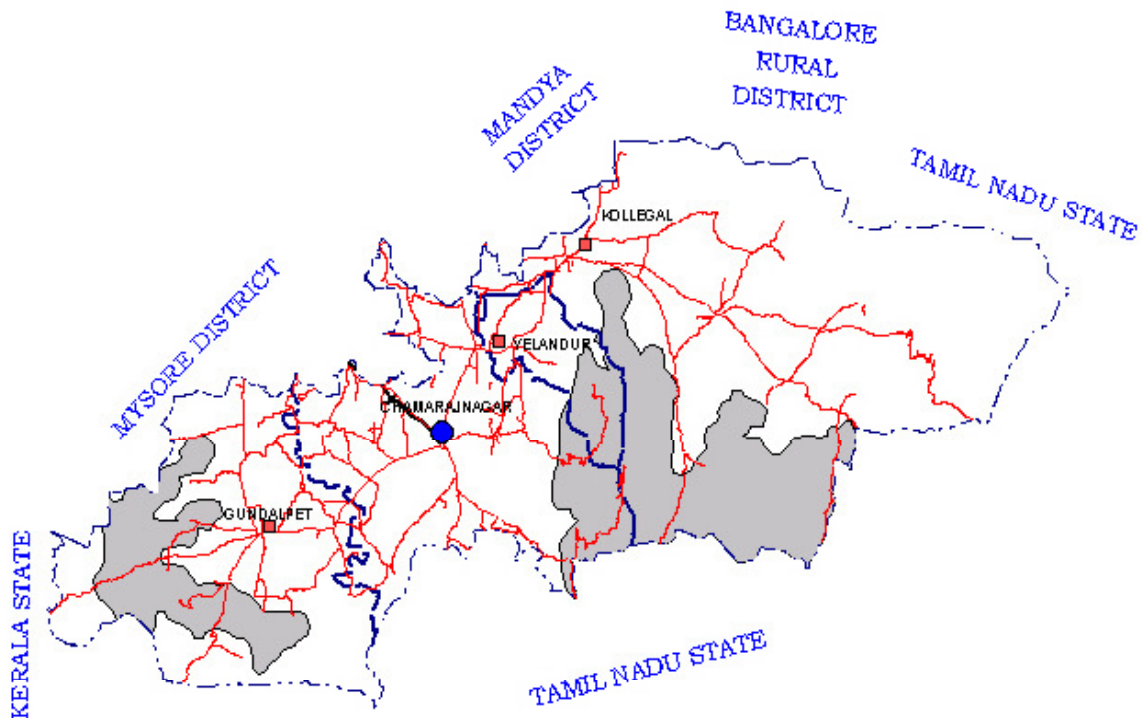 BANGALORE
RURAL
DISTRICT
MANDYA
DISTRICT
TAMIL NADU STATE
KOLLEGAL
MYSORE DISTRICT
YELANDUR
CHAMARAJNAGAR
GUNDALPET
KERALA STATE
TAMIL NADU STATE